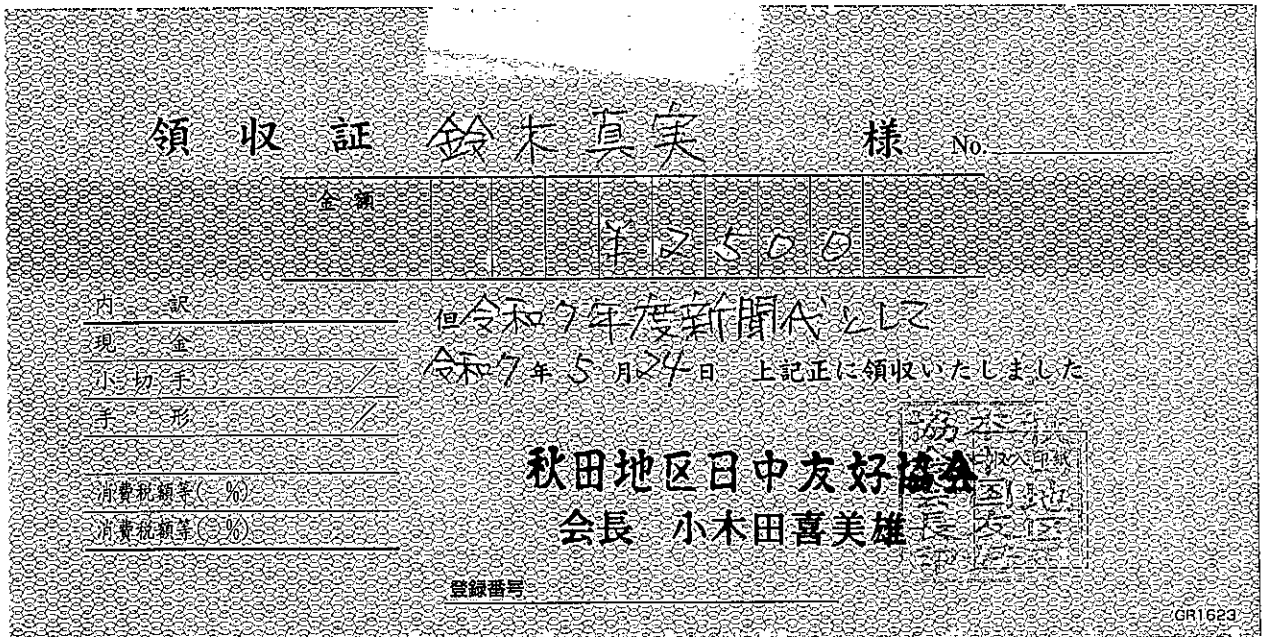 領収証 鈴木真実 様 No.
金額 ¥2500
内訳
現金
小切手
手形
消費税額等( %)
消費税額等( %)
但 令和7年度新聞代として
令和7年5月24日 上記正に領収いたしました
秋田地区日中友好協会
会長 小木田喜美雄
登録番号
GR1623